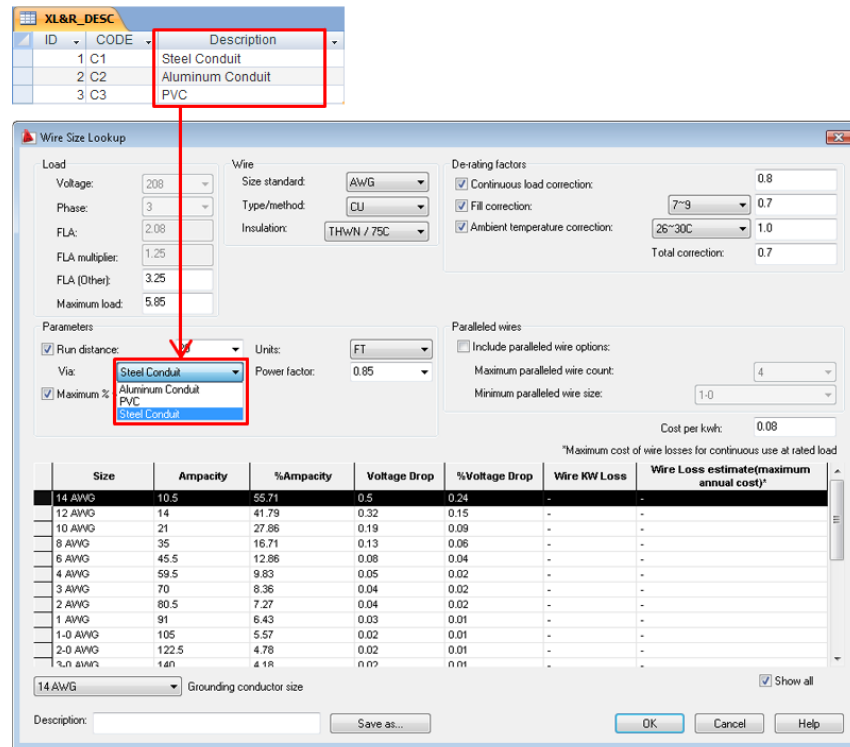 XL&R_DESC
ID CODE Description
1 C1 Steel Conduit
2 C2 Aluminum Conduit
3 C3 PVC
Wire Size Lookup
Load
Voltage: 208
Phase: 3
FLA: 2.08
FLA multiplier: 1.25
FLA (Other): 3.25
Maximum load: 5.85
Wire
Size standard: AWG
Type/method: CU
Insulation: THWN / 75C
De-rating factors
Continuous load correction: 0.8
Fill correction: 7~9 0.7
Ambient temperature correction: 26~30C 1.0
Total correction: 0.7
Parameters
Run distance:
Units: FT
Via: Steel Conduit
Power factor: 0.85
Aluminum Conduit
PVC
Steel Conduit
Maximum %
Paralleled wires
Include paralleled wire options:
Maximum paralleled wire count: 4
Minimum paralleled wire size: 1-0
Cost per kwh: 0.08
*Maximum cost of wire losses for continuous use at rated load
Size Ampacity %Ampacity Voltage Drop %Voltage Drop Wire KW Loss Wire Loss estimate(maximum
annual cost)*
14 AWG 10.5 55.71 0.5 0.24 - -
12 AWG 14 41.79 0.32 0.15 - -
10 AWG 21 27.86 0.19 0.09 - -
8 AWG 35 16.71 0.13 0.06 - -
6 AWG 45.5 12.86 0.08 0.04 - -
4 AWG 59.5 9.83 0.05 0.02 - -
3 AWG 70 8.36 0.04 0.02 - -
2 AWG 80.5 7.27 0.04 0.02 - -
1 AWG 91 6.43 0.03 0.01 - -
1-0 AWG 105 5.57 0.02 0.01 - -
2-0 AWG 122.5 4.78 0.02 0.01 - -
3-0 AWG 140 4.18 0.02 0.01 - -
14 AWG Grounding conductor size
Show all
Description: Save as... OK Cancel Help